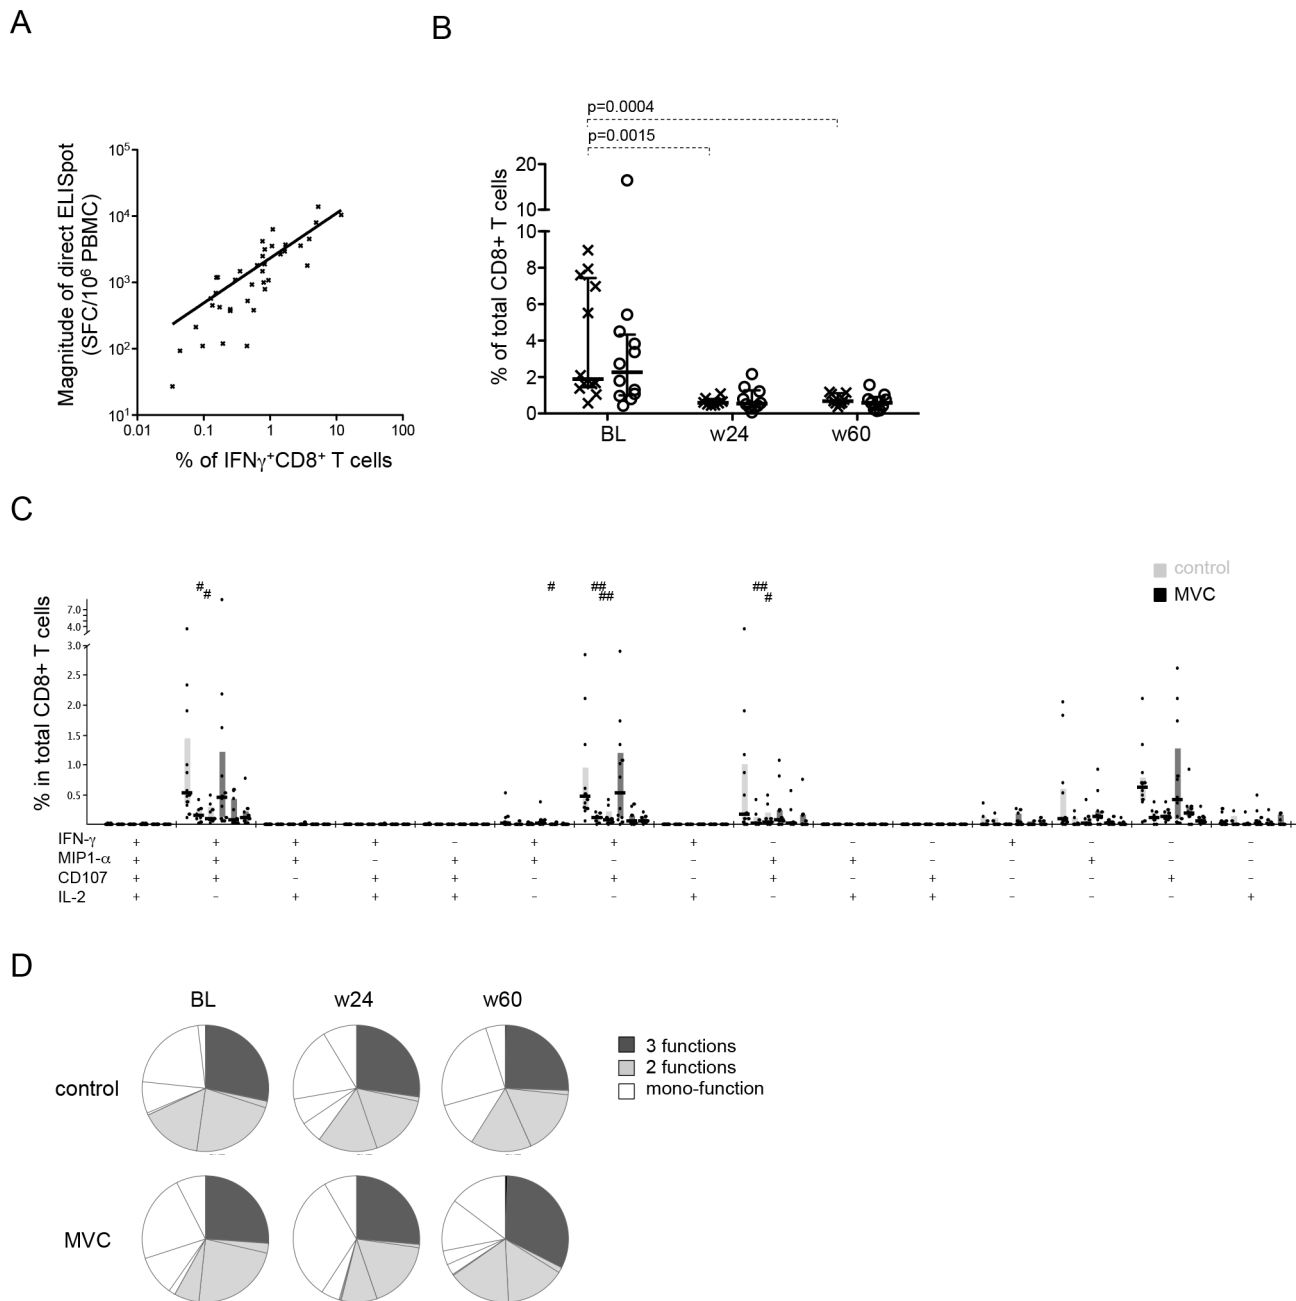 A
B
p=0.0004
p=0.0015
Magnitude of direct ELISpot
(SFC/10⁶ PBMC)
10⁵
10⁴
10³
10²
10¹
0.01 0.1 1 10 100
% of IFNγ⁺CD8⁺ T cells
% of total CD8+ T cells
20
10
10
8
6
4
2
0
BL w24 w60
C
control
MVC
# # # ## ## ## #
% in total CD8+ T cells
7.0
4.0
3.0
2.5
2.0
1.5
1.0
0.5
IFN-γ + + + + − − + + − − − + − − −
MIP1-α + + + − + + − − + + − − + − −
CD107 + + − + + − + − + − + − − + −
IL-2 + − + + + − − + − + + − − − +
D
BL w24 w60
control
3 functions
2 functions
mono-function
MVC